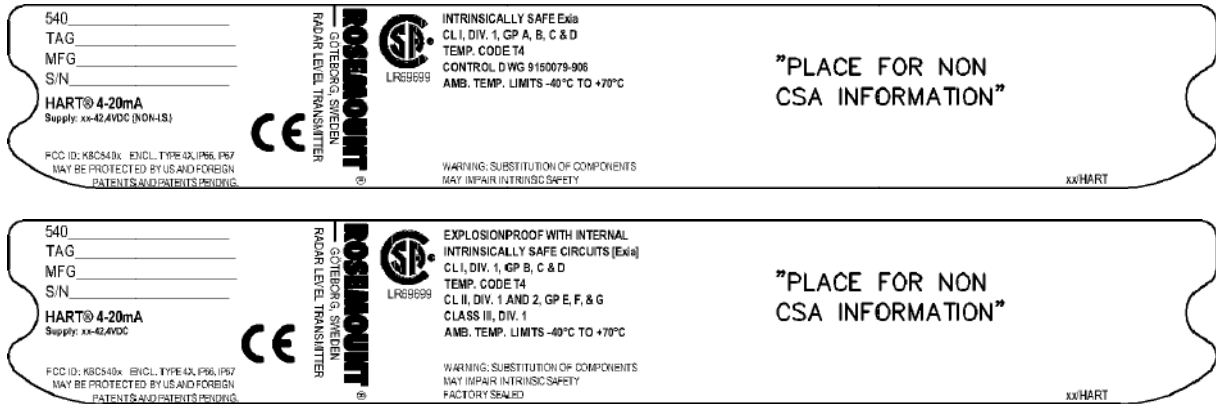 540
TAG
MFG
S/N
HART® 4-20mA
Supply: xx-42,4VDC (NON-I.S.)
FCC ID: K8C540x ENCL. TYPE 4X, IP66, IP67
MAY BE PROTECTED BY US AND FOREIGN
PATENTS AND PATENTS PENDING.
CE
ROSEMOUNT®
GÖTEBORG, SWEDEN
RADAR LEVEL TRANSMITTER
LR69699
INTRINSICALLY SAFE Exia
CL I, DIV. 1, GP A, B, C & D
TEMP. CODE T4
CONTROL DWG 9150079-906
AMB. TEMP. LIMITS -40°C TO +70°C
WARNING: SUBSTITUTION OF COMPONENTS
MAY IMPAIR INTRINSIC SAFETY
"PLACE FOR NON
CSA INFORMATION"
xx/HART
540
TAG
MFG
S/N
HART® 4-20mA
Supply: xx-42,4VDC
FCC ID: K8C540x ENCL. TYPE 4X, IP66, IP67
MAY BE PROTECTED BY US AND FOREIGN
PATENTS AND PATENTS PENDING.
CE
ROSEMOUNT®
GÖTEBORG, SWEDEN
RADAR LEVEL TRANSMITTER
LR69699
EXPLOSIONPROOF WITH INTERNAL
INTRINSICALLY SAFE CIRCUITS [Exia]
CL I, DIV. 1, GP B, C & D
TEMP. CODE T4
CL II, DIV. 1 AND 2, GP E, F, & G
CLASS III, DIV. 1
AMB. TEMP. LIMITS -40°C TO +70°C
WARNING: SUBSTITUTION OF COMPONENTS
MAY IMPAIR INTRINSIC SAFETY
FACTORY SEALED
"PLACE FOR NON
CSA INFORMATION"
xx/HART